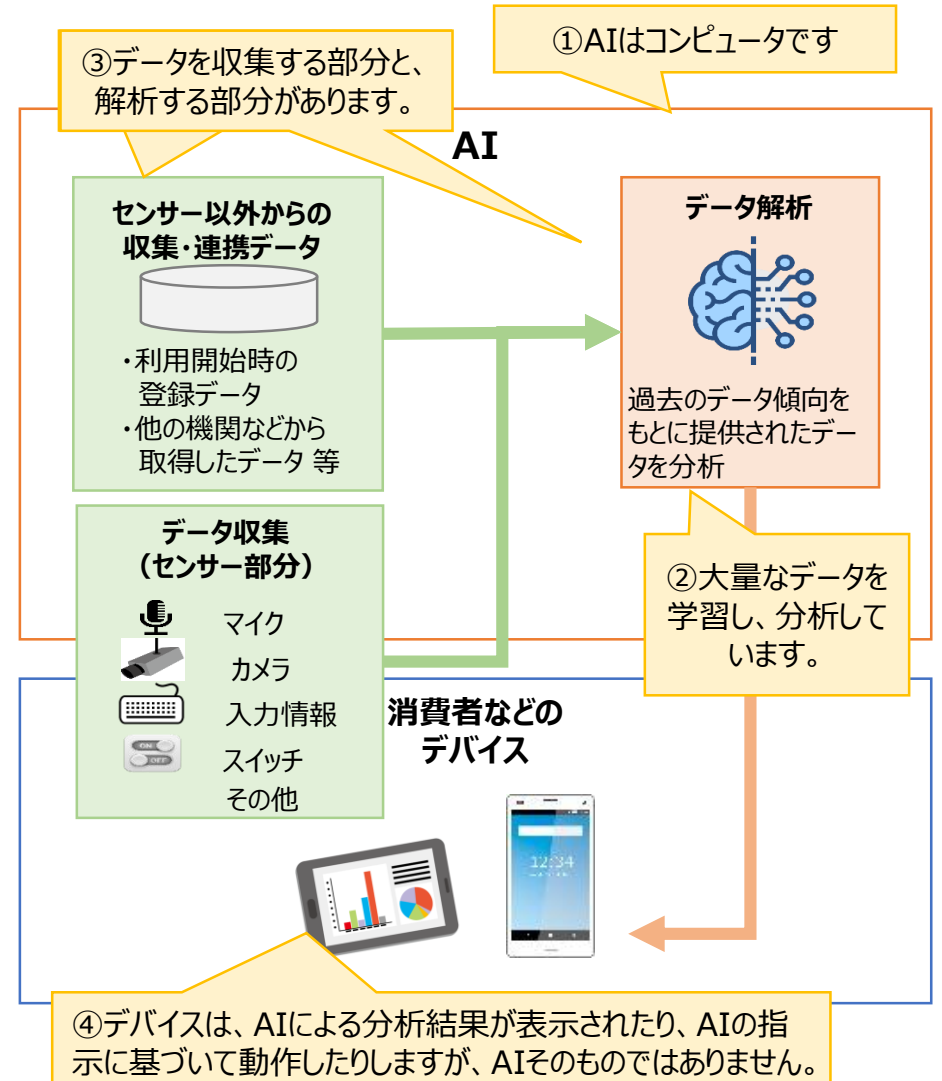 ①AIはコンピュータです
③データを収集する部分と、
解析する部分があります。
AI
センサー以外からの
収集・連携データ
・利用開始時の
登録データ
・他の機関などから
取得したデータ 等
データ解析
過去のデータ傾向を
もとに提供されたデー
タを分析
②大量なデータを
学習し、分析して
います。
データ収集
（センサー部分）
マイク
カメラ
入力情報
ON
OFF
スイッチ
その他
消費者などの
デバイス
12:34
④デバイスは、AIによる分析結果が表示されたり、AIの指
示に基づいて動作したりしますが、AIそのものではありません。